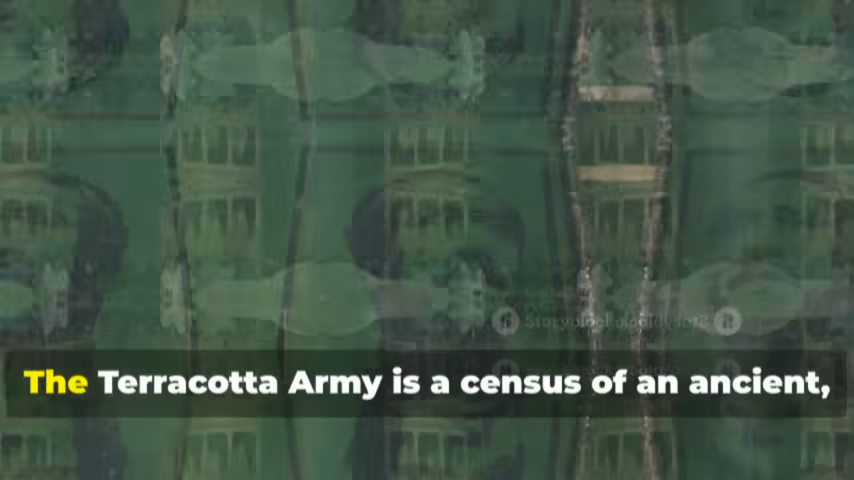 The Terracotta Army is a census of an ancient,